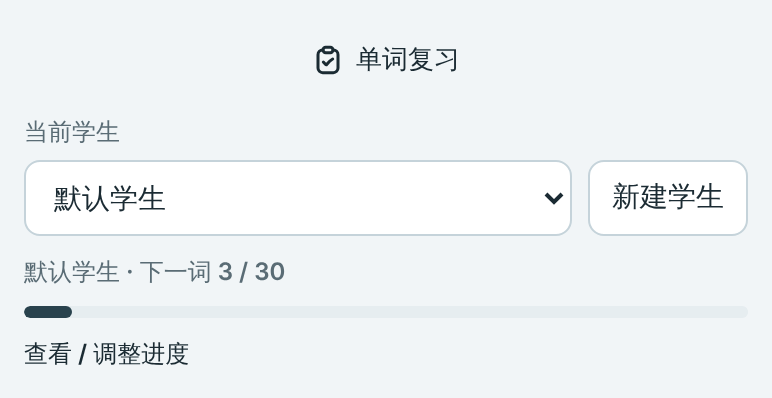 单词复习
当前学生
默认学生
新建学生
默认学生 · 下一词 3 / 30
查看 / 调整进度